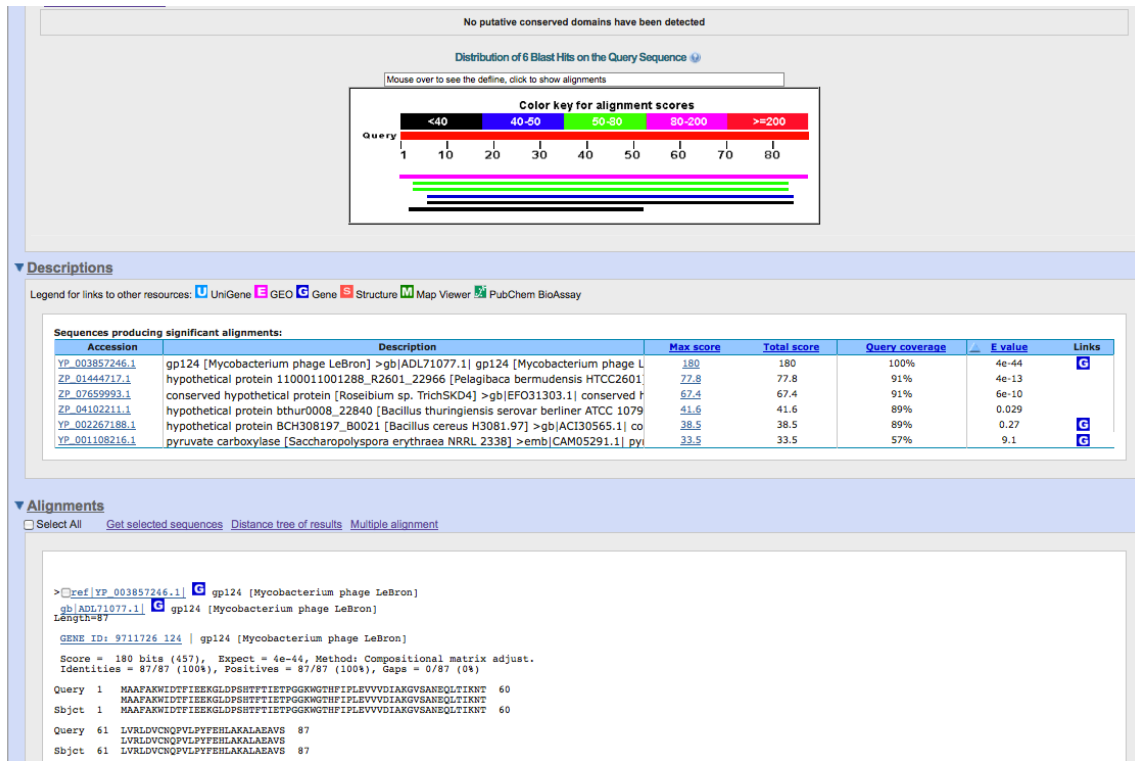 No putative conserved domains have been detected
Distribution of 6 Blast Hits on the Query Sequence
Mouse over to see the define, click to show alignments
Color key for alignment scores
<40 40-50 50-80 80-200 >=200
Query
1 10 20 30 40 50 60 70 80
Descriptions
Legend for links to other resources: U UniGene E GEO G Gene S Structure M Map Viewer PubChem BioAssay
Sequences producing significant alignments:
Accession Description Max score Total score Query coverage E value Links
YP_003857246.1 gp124 [Mycobacterium phage LeBron] >gb|ADL71077.1| gp124 [Mycobacterium phage L 180 180 100% 4e-44 G
ZP_01444717.1 hypothetical protein 1100011001288_R2601_22966 [Pelagibaca bermudensis HTCC2601] 77.8 77.8 91% 4e-13
ZP_07659993.1 conserved hypothetical protein [Roseibium sp. TrichSKD4] >gb|EFO31303.1| conserved h 67.4 67.4 91% 6e-10
ZP_04102211.1 hypothetical protein bthur0008_22840 [Bacillus thuringiensis serovar berliner ATCC 1079 41.6 41.6 89% 0.029
YP_002267188.1 hypothetical protein BCH308197_B0021 [Bacillus cereus H3081.97] >gb|ACI30565.1| co 38.5 38.5 89% 0.27 G
YP_001108216.1 pyruvate carboxylase [Saccharopolyspora erythraea NRRL 2338] >emb|CAM05291.1| pyr 33.5 33.5 57% 9.1 G
Alignments
Select All Get selected sequences Distance tree of results Multiple alignment
>ref|YP_003857246.1| G gp124 [Mycobacterium phage LeBron]
gb|ADL71077.1| G gp124 [Mycobacterium phage LeBron]
Length=87
GENE ID: 9711726 124 | gp124 [Mycobacterium phage LeBron]
Score = 180 bits (457), Expect = 4e-44, Method: Compositional matrix adjust.
Identities = 87/87 (100%), Positives = 87/87 (100%), Gaps = 0/87 (0%)
Query 1 MAAFAKWIDTFIEEKGLDPSHTFTIETPGGKWGTHFIPLEVVVDIAKGVSANEQLTIKNT 60
MAAFAKWIDTFIEEKGLDPSHTFTIETPGGKWGTHFIPLEVVVDIAKGVSANEQLTIKNT
Sbjct 1 MAAFAKWIDTFIEEKGLDPSHTFTIETPGGKWGTHFIPLEVVVDIAKGVSANEQLTIKNT 60
Query 61 LVRLDVCNQPVLPYFEHLAKALAEAVS 87
LVRLDVCNQPVLPYFEHLAKALAEAVS
Sbjct 61 LVRLDVCNQPVLPYFEHLAKALAEAVS 87